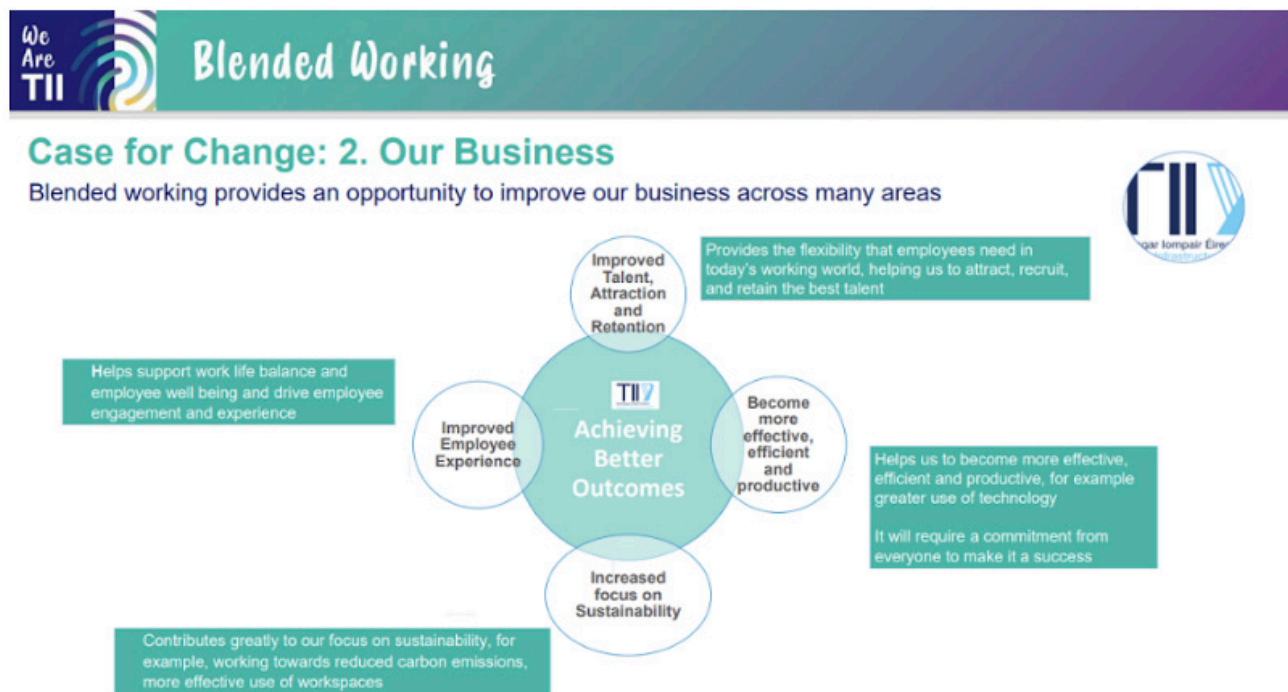 We
Are
TII
Blended Working
Case for Change: 2. Our Business
Blended working provides an opportunity to improve our business across many areas
TII
gar Iompair Éire
frastruct
Improved
Talent,
Attraction
and
Retention
Provides the flexibility that employees need in
today's working world, helping us to attract, recruit,
and retain the best talent
Helps support work life balance and
employee well being and drive employee
engagement and experience
Improved
Employee
Experience
TII
Achieving
Better
Outcomes
Become
more
effective,
efficient
and
productive
Helps us to become more effective,
efficient and productive, for example
greater use of technology
It will require a commitment from
everyone to make it a success
Increased
focus on
Sustainability
Contributes greatly to our focus on sustainability, for
example, working towards reduced carbon emissions,
more effective use of workspaces